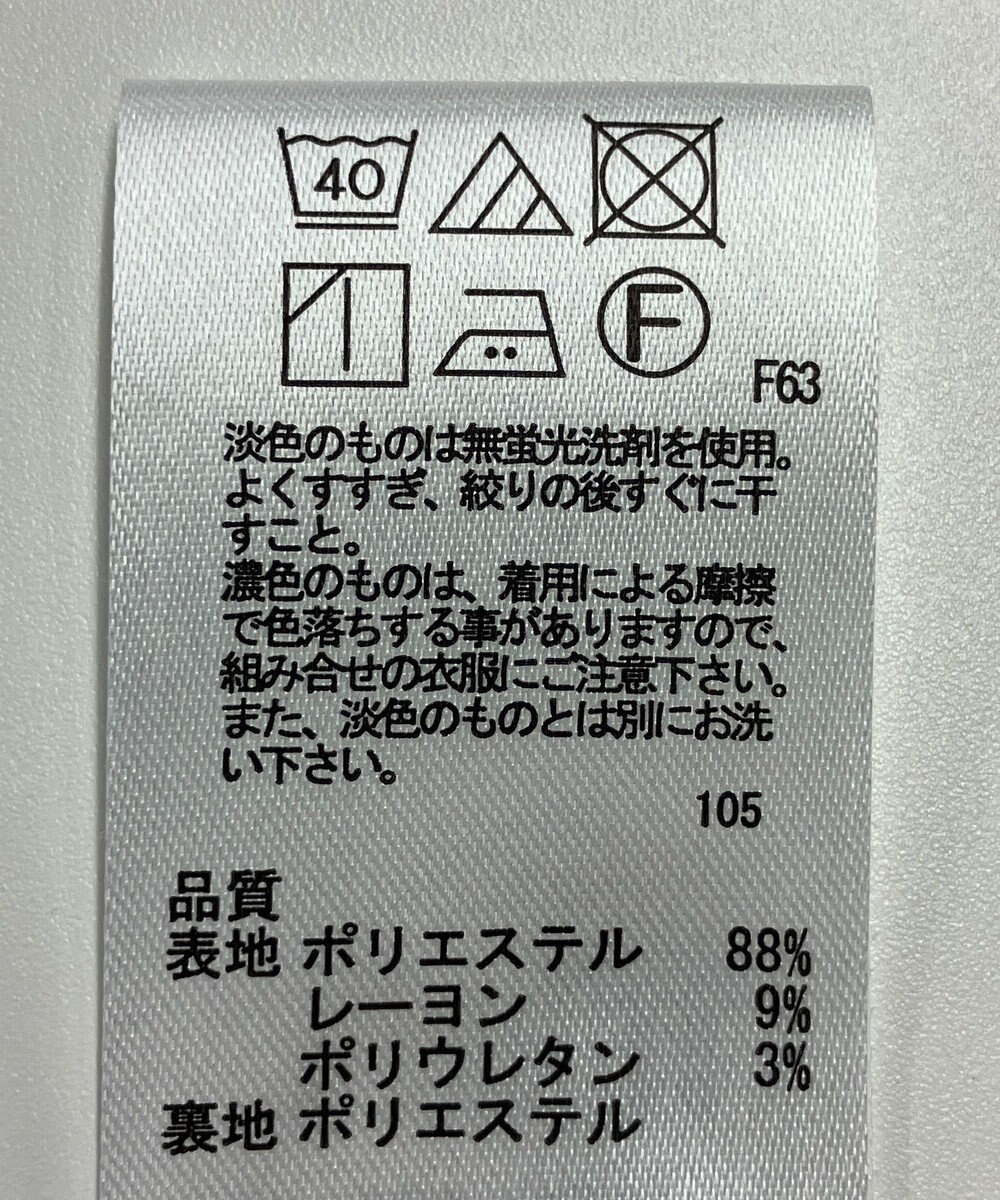 40
F
F63
淡色のものは無蛍光洗剤を使用。
よくすすぎ、絞りの後すぐに干
すこと。
濃色のものは、着用による摩擦
で色落ちする事がありますので、
組み合せの衣服にご注意下さい。
また、淡色のものとは別にお洗
い下さい。
105
品質
表地 ポリエステル 88%
レーヨン 9%
ポリウレタン 3%
裏地 ポリエステル